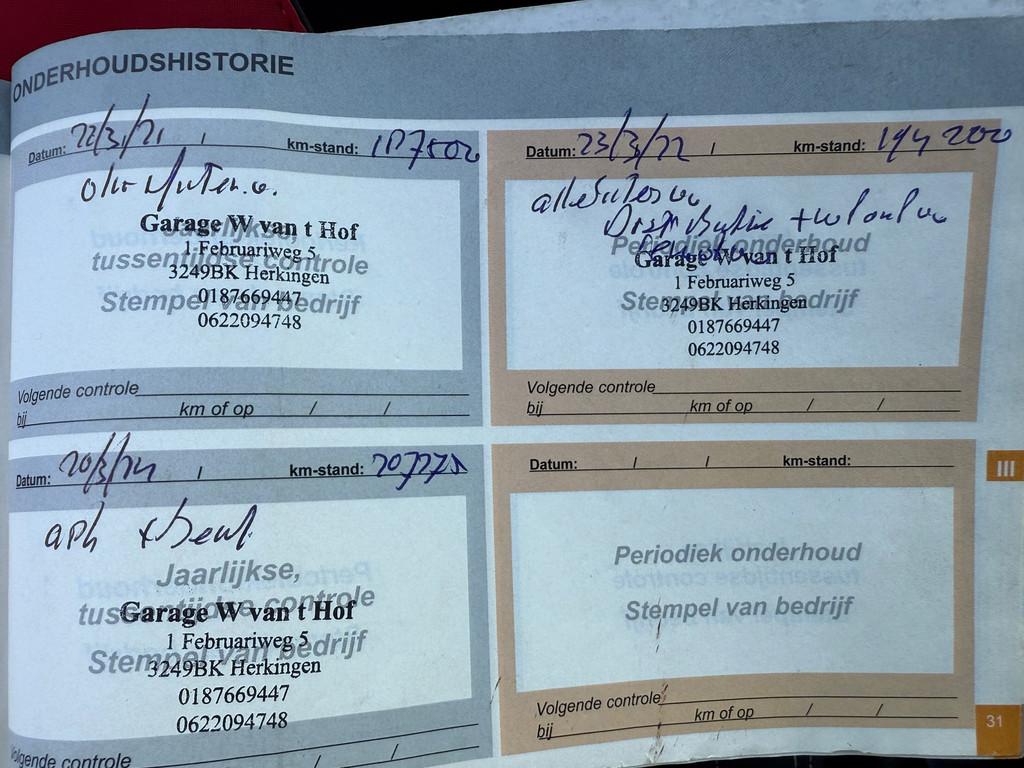 ONDERHOUDSHISTORIE
Datum: 22/3/21 / km-stand: 187500
Garage W van t Hof
Jaarlijkse,
1 Februariweg 5
tussentijdse controle
3249BK Herkingen
0187669447
Stempel van bedrijf
0622094748
Volgende controle
bij km of op / /
Datum: 23/3/22 / km-stand: 194200
Periodiek onderhoud
Garage W van t Hof
1 Februariweg 5
Stempel van bedrijf
3249BK Herkingen
0187669447
0622094748
Volgende controle
bij km of op / /
Datum: 20/3/24 / km-stand:
aph
Jaarlijkse,
tussentijdse controle
Garage W van t Hof
1 Februariweg 5
Stempel van bedrijf
3249BK Herkingen
0187669447
0622094748
Volgende controle
/ /
Datum: / / km-stand:
Periodiek onderhoud
Stempel van bedrijf
Volgende controle
bij km of op / /
III
31